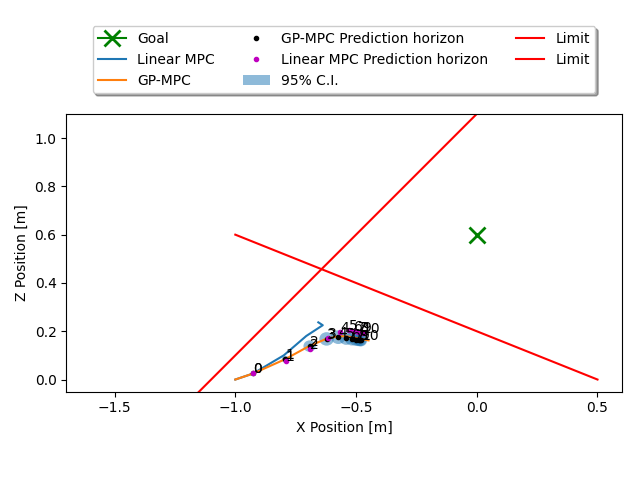 Goal
Linear MPC
GP-MPC
GP-MPC Prediction horizon
Linear MPC Prediction horizon
95% C.I.
Limit
Limit
1.0
0.8
0.6
0.4
0.2
0.0
Z Position [m]
0
1
2
3
−1.5
−1.0
−0.5
0.0
0.5
X Position [m]